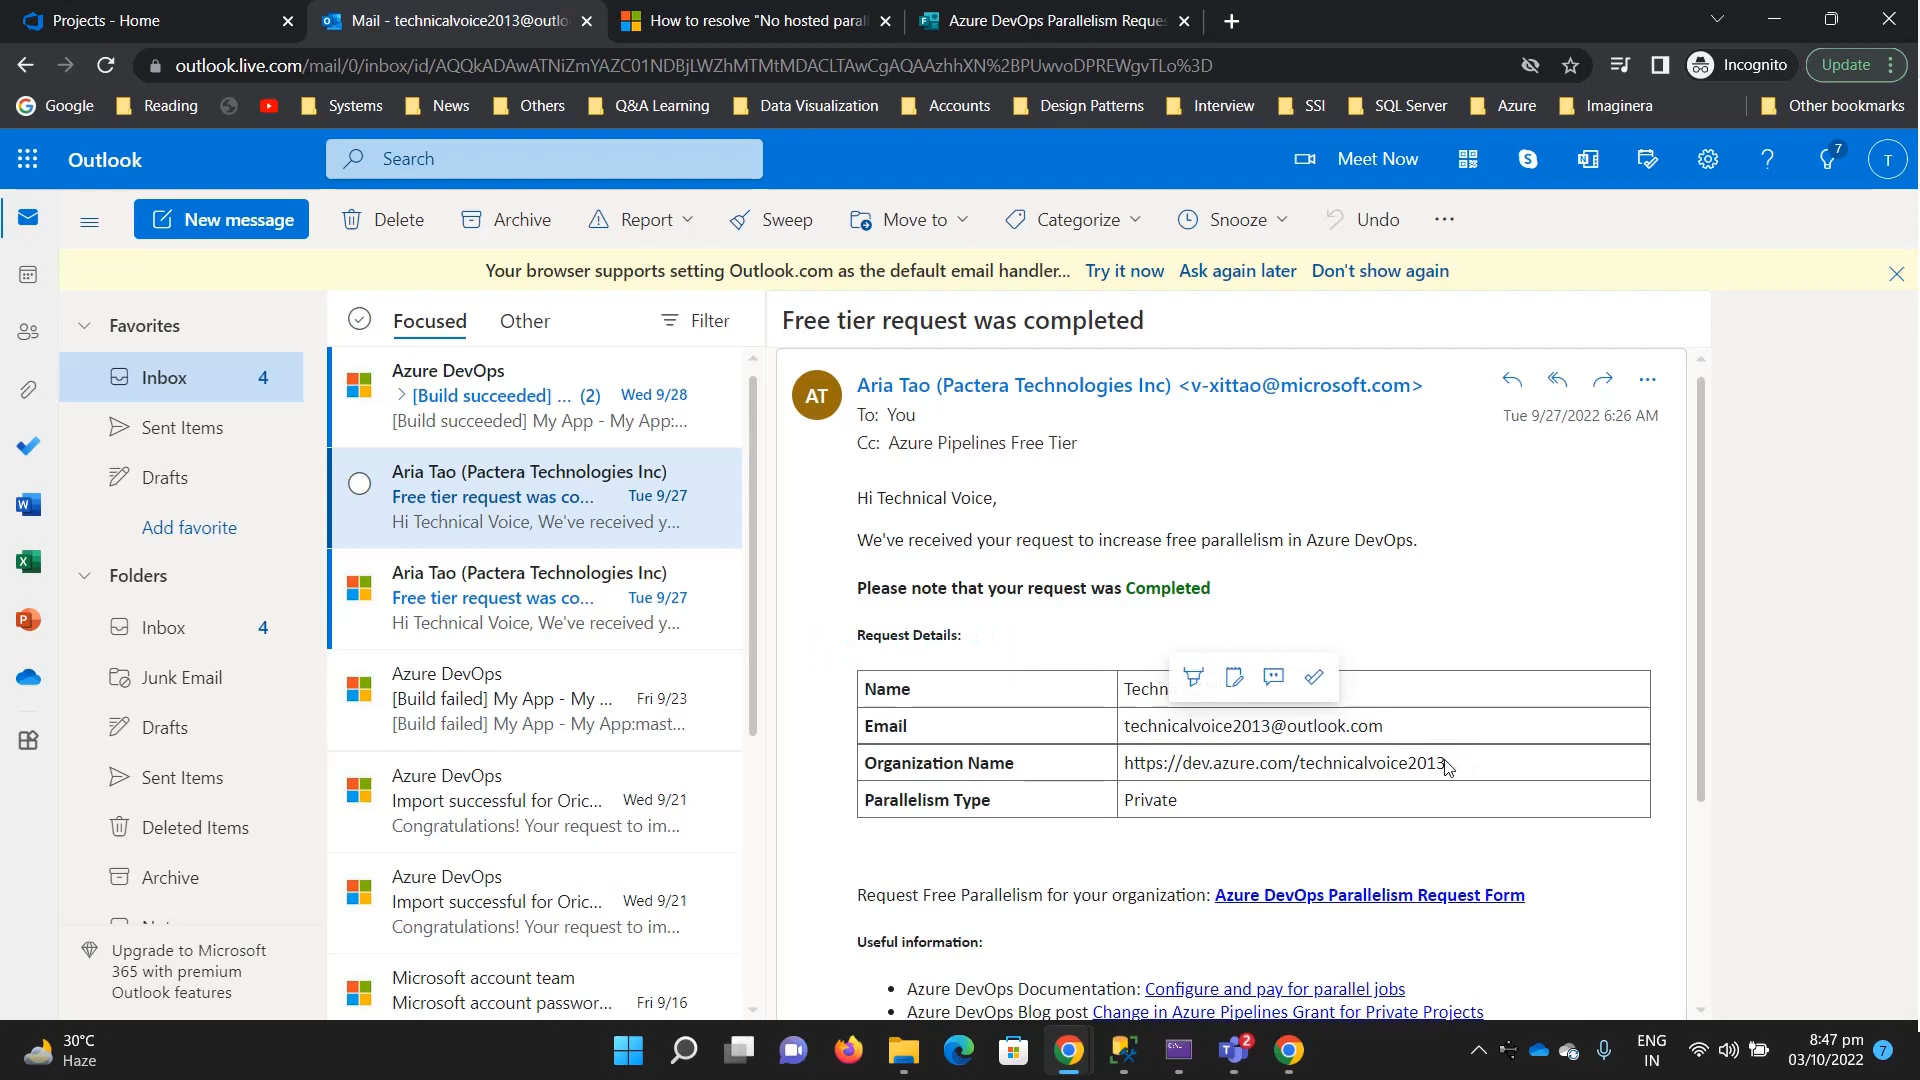 Projects - Home
Mail - technicalvoice2013@outlo
How to resolve "No hosted parall
Azure DevOps Parallelism Reques
outlook.live.com/mail/0/inbox/id/AQQkADAwATNiZmYAZC01NDBjLWZhMTMtMDACLTAwCgAQAAzhhXN%2BPUwvoDPREWgvTLo%3D
Incognito
Update
Google
Reading
Systems
News
Others
Q&A Learning
Data Visualization
Accounts
Design Patterns
Interview
SSI
SQL Server
Azure
Imaginera
Other bookmarks
Outlook
Search
Meet Now
7
T
New message
Delete
Archive
Report
Sweep
Move to
Categorize
Snooze
Undo
Your browser supports setting Outlook.com as the default email handler... Try it now Ask again later Don't show again
Favorites
Inbox 4
Sent Items
Drafts
Add favorite
Folders
Inbox 4
Junk Email
Drafts
Sent Items
Deleted Items
Archive
Upgrade to Microsoft
365 with premium
Outlook features
Focused Other Filter
Azure DevOps
[Build succeeded] ... (2) Wed 9/28
[Build succeeded] My App - My App:...
Aria Tao (Pactera Technologies Inc)
Free tier request was co... Tue 9/27
Hi Technical Voice, We've received y...
Aria Tao (Pactera Technologies Inc)
Free tier request was co... Tue 9/27
Hi Technical Voice, We've received y...
Azure DevOps
[Build failed] My App - My ... Fri 9/23
[Build failed] My App - My App:mast...
Azure DevOps
Import successful for Oric... Wed 9/21
Congratulations! Your request to im...
Azure DevOps
Import successful for Oric... Wed 9/21
Congratulations! Your request to im...
Microsoft account team
Microsoft account passwor... Fri 9/16
Free tier request was completed
AT
Aria Tao (Pactera Technologies Inc) <v-xittao@microsoft.com>
To: You
Cc: Azure Pipelines Free Tier
Tue 9/27/2022 6:26 AM
Hi Technical Voice,
We've received your request to increase free parallelism in Azure DevOps.
Please note that your request was Completed
Request Details:
Name Techn
Email technicalvoice2013@outlook.com
Organization Name https://dev.azure.com/technicalvoice2013
Parallelism Type Private
Request Free Parallelism for your organization: Azure DevOps Parallelism Request Form
Useful information:
• Azure DevOps Documentation: Configure and pay for parallel jobs
• Azure DevOps Blog post Change in Azure Pipelines Grant for Private Projects
30°C
Haze
2
ENG
IN
8:47 pm
03/10/2022
7